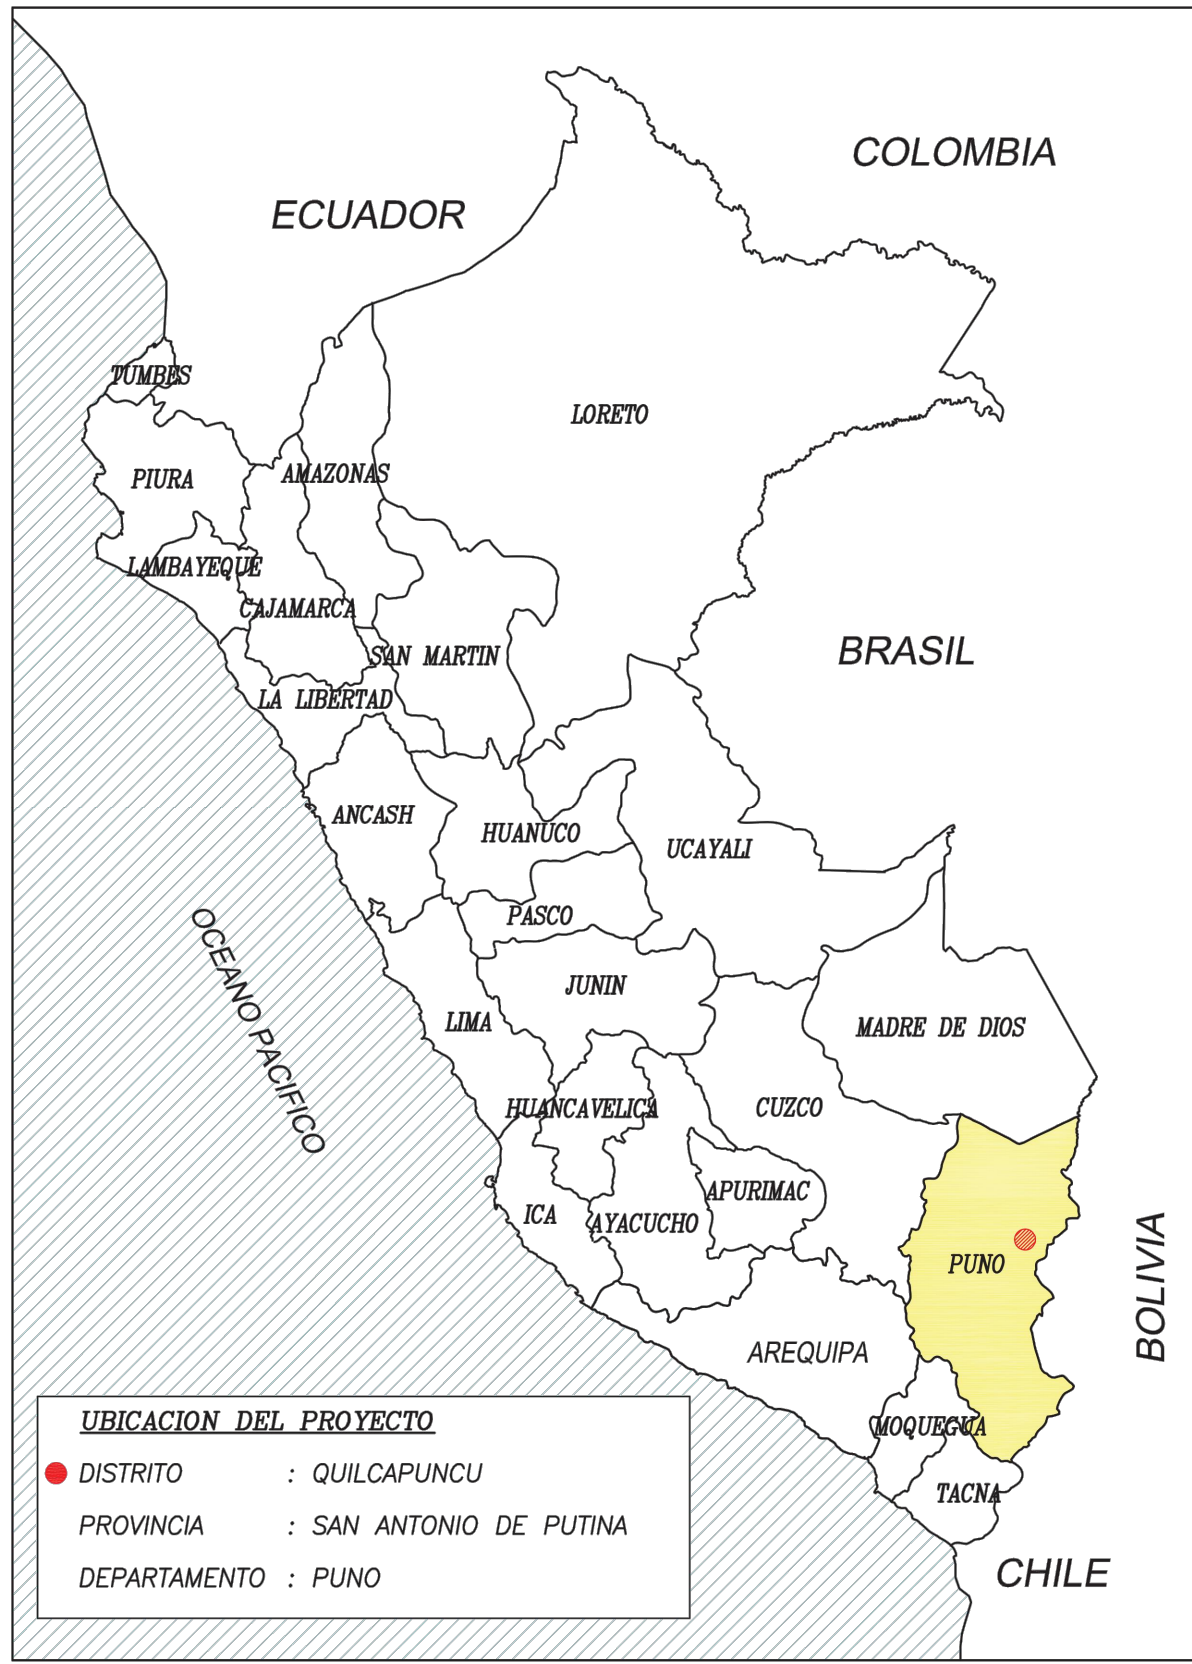 COLOMBIA
ECUADOR
TUMBES
LORETO
PIURA
AMAZONAS
LAMBAYEQUE
CAJAMARCA
SAN MARTIN
BRASIL
LA LIBERTAD
ANCASH
HUANUCO
UCAYALI
PASCO
OCEANO PACIFICO
JUNIN
LIMA
MADRE DE DIOS
HUANCAVELICA
CUZCO
APURIMAC
ICA
AYACUCHO
PUNO
BOLIVIA
AREQUIPA
MOQUEGUA
TACNA
CHILE
UBICACION DEL PROYECTO
DISTRITO : QUILCAPUNCU
PROVINCIA : SAN ANTONIO DE PUTINA
DEPARTAMENTO : PUNO